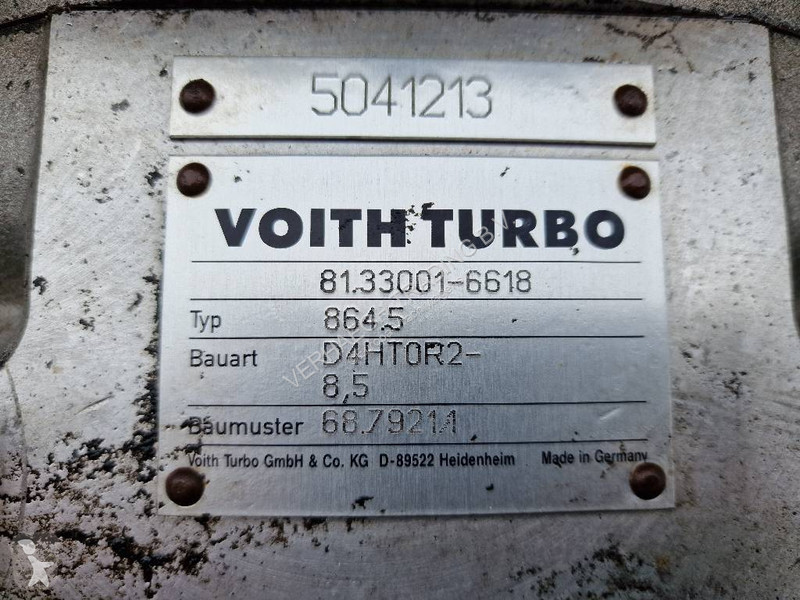 5041213
VOITH TURBO
81.33001-6618
Typ 864.5
Bauart D4HT0R2-
8,5
Baumuster 68.79211
Voith Turbo GmbH & Co. KG D-89522 Heidenheim Made in Germany